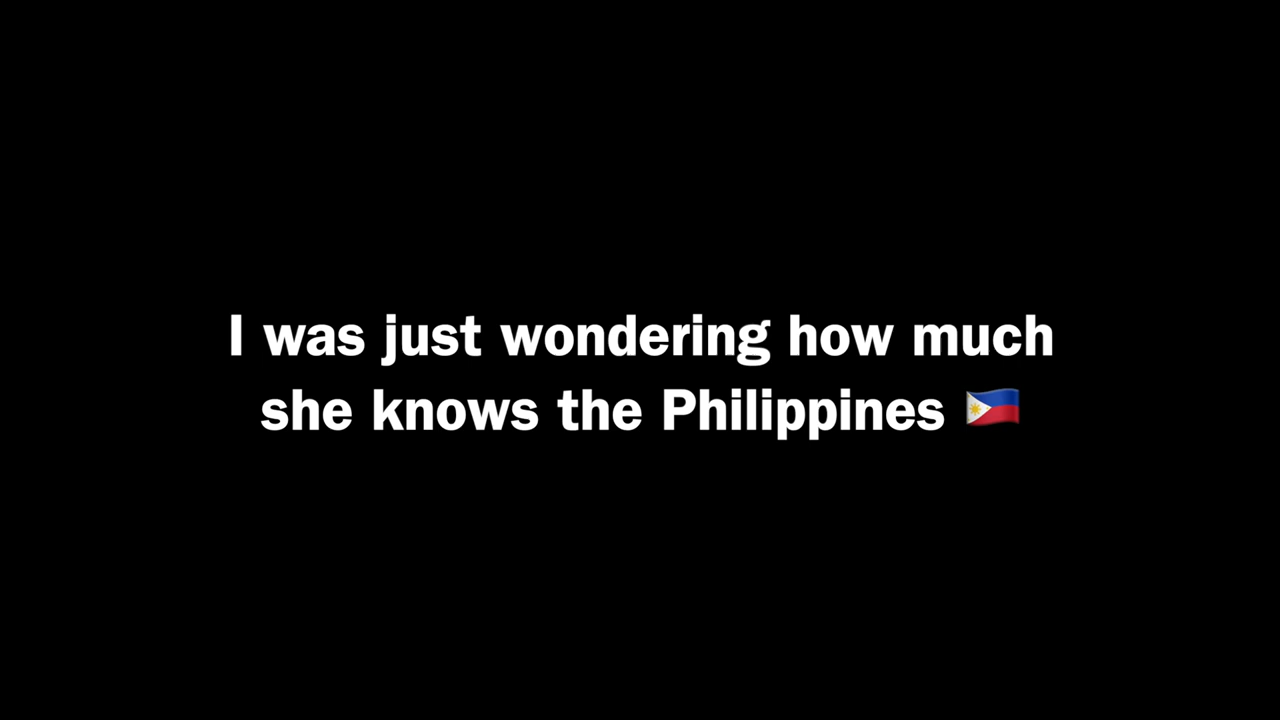 I was just wondering how much
she knows the Philippines 🇵🇭